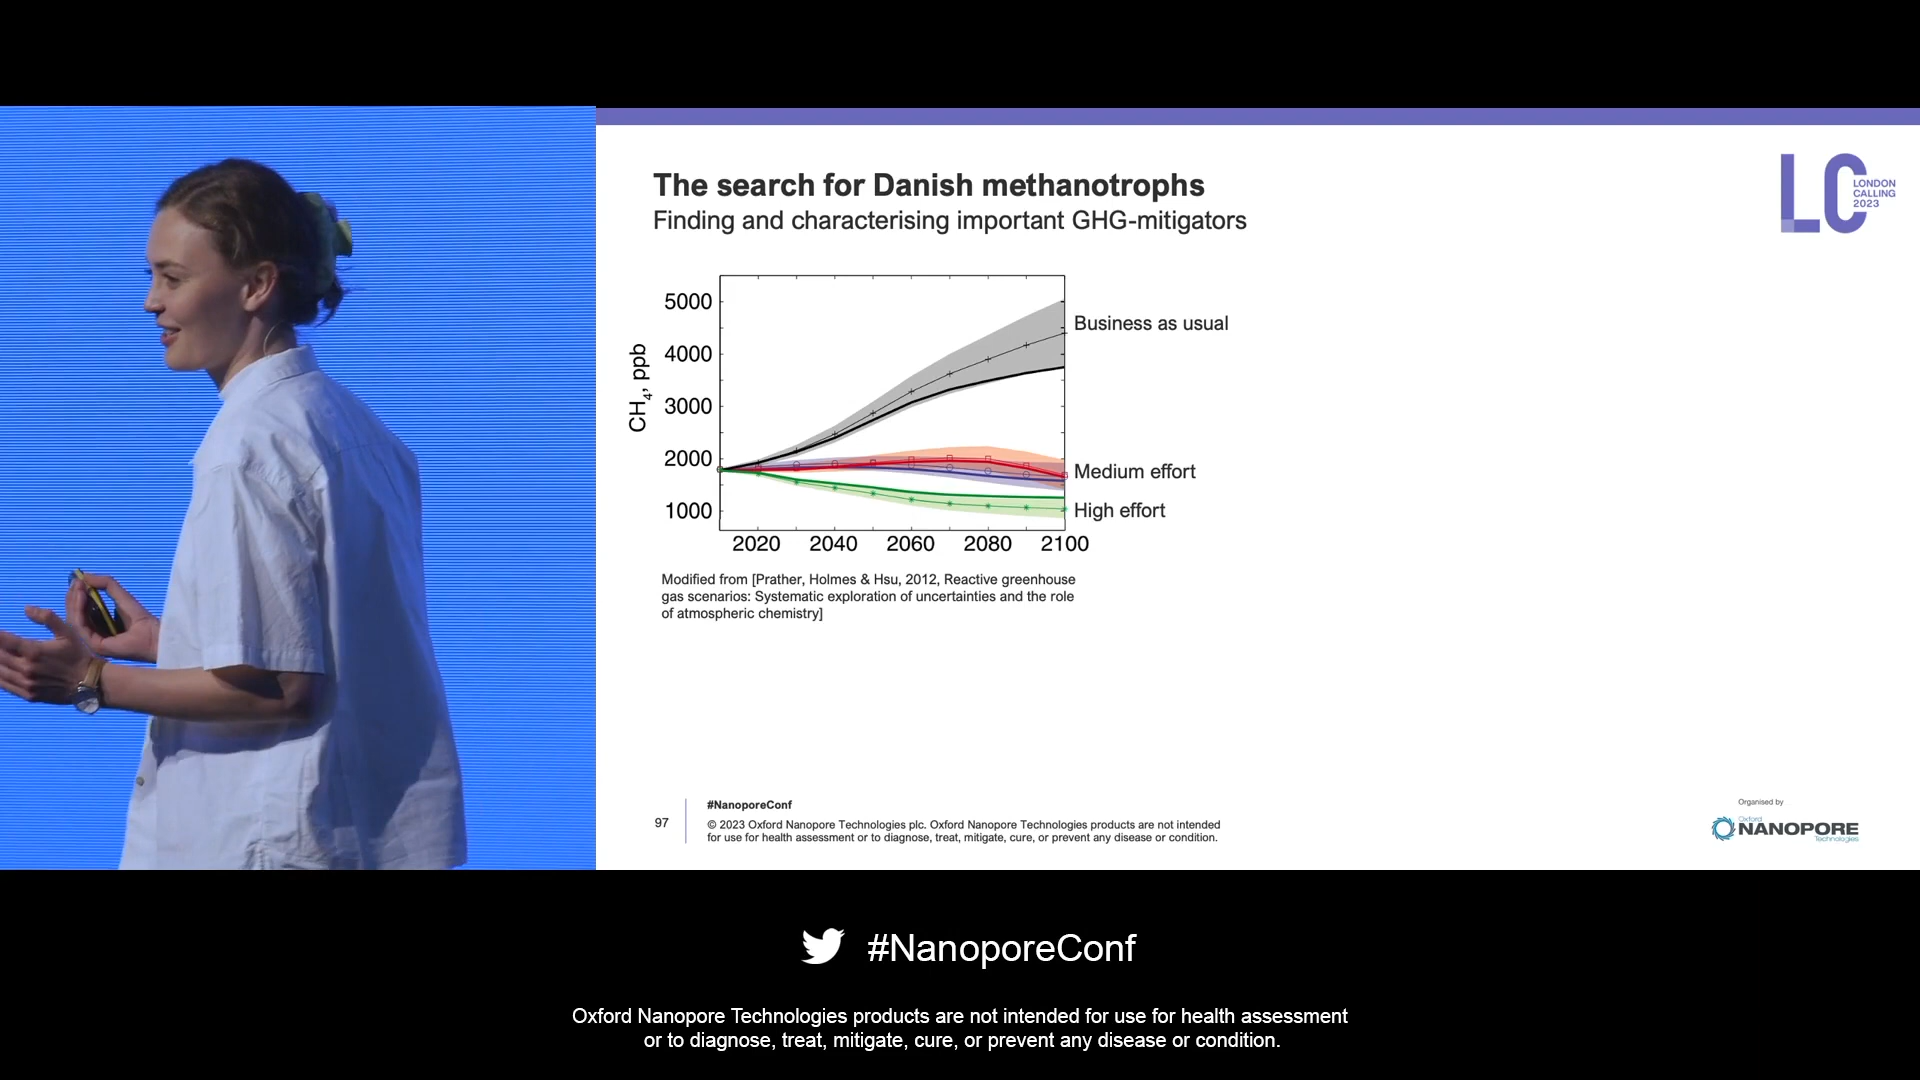 The search for Danish methanotrophs
Finding and characterising important GHG-mitigators
LC
LONDON
CALLING
2023
CH4, ppb
5000
4000
3000
2000
1000
2020 2040 2060 2080 2100
Business as usual
Medium effort
High effort
Modified from [Prather, Holmes & Hsu, 2012, Reactive greenhouse
gas scenarios: Systematic exploration of uncertainties and the role
of atmospheric chemistry]
97
#NanoporeConf
© 2023 Oxford Nanopore Technologies plc. Oxford Nanopore Technologies products are not intended
for use for health assessment or to diagnose, treat, mitigate, cure, or prevent any disease or condition.
Organised by
Oxford
NANOPORE
Technologies
#NanoporeConf
Oxford Nanopore Technologies products are not intended for use for health assessment
or to diagnose, treat, mitigate, cure, or prevent any disease or condition.